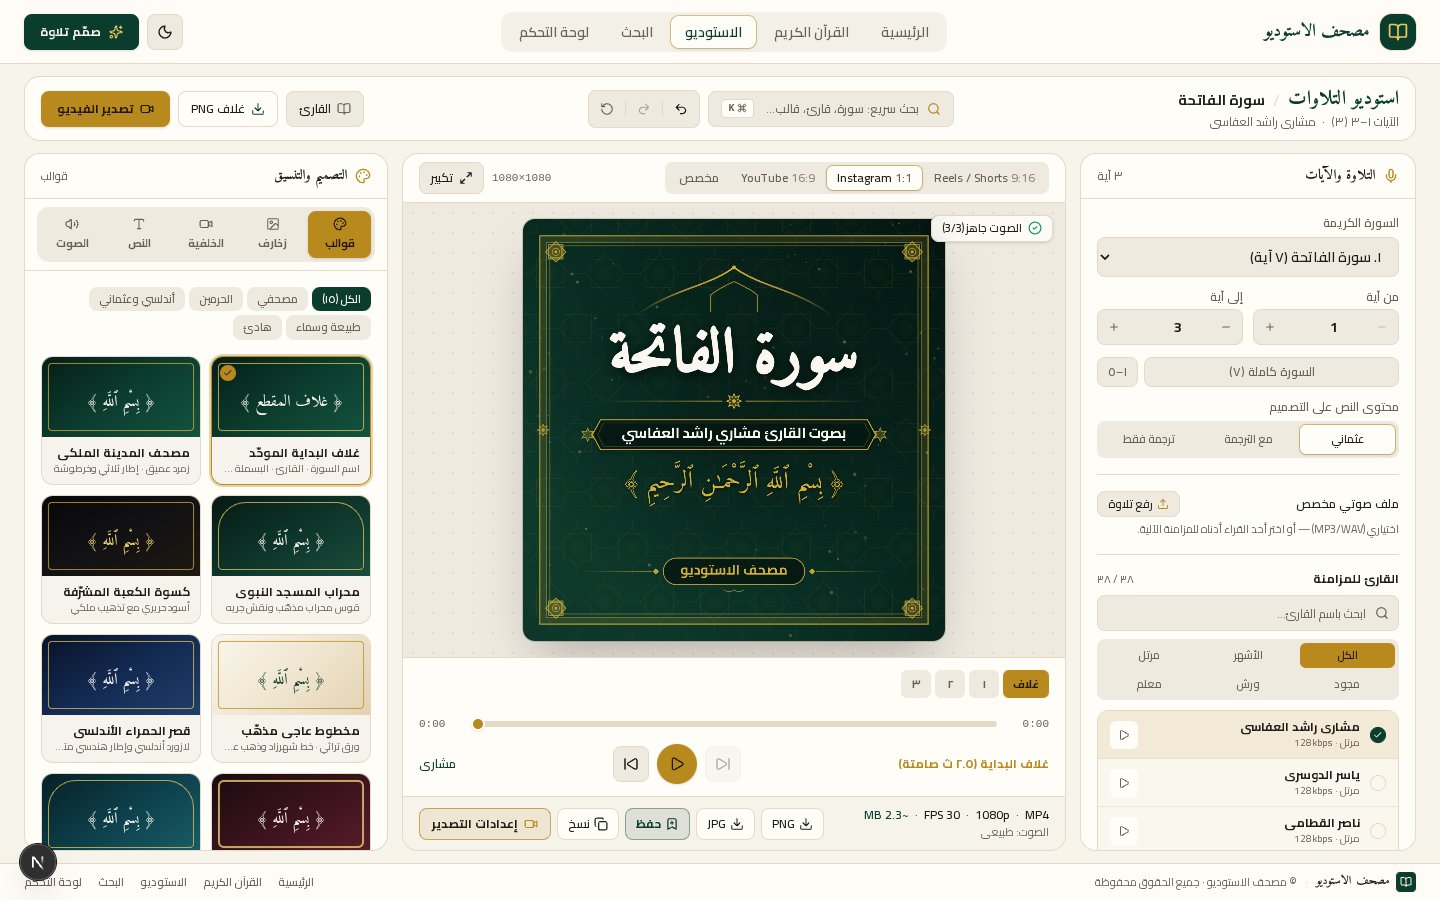 مصحف الاستوديو
الرئيسية
القرآن الكريم
الاستوديو
البحث
لوحة التحكم
صمّم تلاوة
استوديو التلاوات / سورة الفاتحة
الآيات ١–٣ (٣) · مشاري راشد العفاسي
بحث سريع: سورة، قارئ، قالب...
⌘ K
القارئ
غلاف PNG
تصدير الفيديو
التلاوة والآيات
٣ آية
السورة الكريمة
١. سورة الفاتحة (٧ آية)
من آية
إلى آية
− 1 +
− 3 +
السورة كاملة (٧)
١–٥
محتوى النص على التصميم
عثماني
مع الترجمة
ترجمة فقط
ملف صوتي مخصص
رفع تلاوة
اختياري (MP3/WAV) — أو اختر أحد القراء أدناه للمزامنة الآلية.
القارئ للمزامنة
٣٨ / ٣٨
ابحث باسم القارئ...
الكل
الأشهر
مرتل
مجود
ورش
معلم
مشاري راشد العفاسي
مرتل · 128kbps
ياسر الدوسري
مرتل · 128kbps
ناصر القطامي
مرتل · 128kbps
Reels / Shorts 9:16
Instagram 1:1
YouTube 16:9
مخصص
1080×1080
تكبير
الصوت جاهز (3/3)
سورة الفاتحة
بصوت القارئ مشاري راشد العفاسي
﴿ بِسْمِ ٱللَّهِ ٱلرَّحْمَـٰنِ ٱلرَّحِيمِ ﴾
مصحف الاستوديو
غلاف
١
٢
٣
0:00
0:00
غلاف البداية (٢.٥ ث صامتة)
مشاري
MP4 · 1080p · FPS 30 · MB 2.3~
الصوت: طبيعي
PNG
JPG
حفظ
نسخ
إعدادات التصدير
التصميم والتنسيق
قوالب
قوالب
زخارف
الخلفية
النص
الصوت
الكل (١٥)
مصحفي
الحرمين
أندلسي وعثماني
طبيعة وسماء
هادئ
﴿ غلاف المقطع ﴾
غلاف البداية الموحّد
اسم السورة · القارئ · البسملة ...
﴿ بِسْمِ ٱللَّهِ ﴾
مصحف المدينة الملكي
زمرد عميق · إطار ثلاثي وخرطوشة
﴿ بِسْمِ ٱللَّهِ ﴾
محراب المسجد النبوي
قوس محراب مذهّب ونقش جريه
﴿ بِسْمِ ٱللَّهِ ﴾
كسوة الكعبة المشرّفة
أسود حريري مع تذهيب ملكي
﴿ بِسْمِ ٱللَّهِ ﴾
مخطوط عاجي مذهّب
ورق تراثي · خط شهرزاد وذهب ع...
﴿ بِسْمِ ٱللَّهِ ﴾
قصر الحمراء الأندلسي
لازورد أندلسي وإطار هندسي متـ...
﴿ بِسْمِ ٱللَّهِ ﴾
﴿ بِسْمِ ٱللَّهِ ﴾
N
مصحف الاستوديو · © مصحف الاستوديو · جميع الحقوق محفوظة
الرئيسية
القرآن الكريم
الاستوديو
البحث
لوحة التحكم